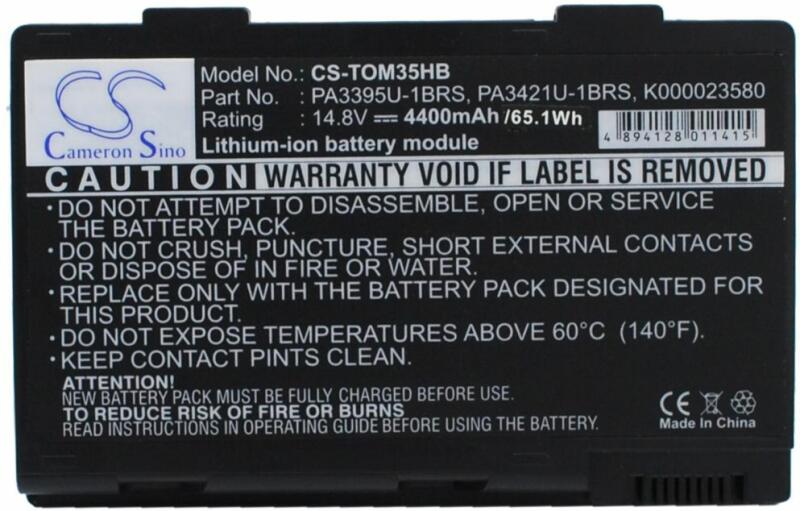 CS
Cameron Sino
Model No.: CS-TOM35HB
Part No. : PA3395U-1BRS, PA3421U-1BRS, K000023580
Rating : 14.8V⎓ 4400mAh/65.1Wh
Lithium-ion battery module
4 894128 011415
CAUTION WARRANTY VOID IF LABEL IS REMOVED
·DO NOT ATTEMPT TO DISASSEMBLE, OPEN OR SERVICE
THE BATTERY PACK.
·DO NOT CRUSH, PUNCTURE, SHORT EXTERNAL CONTACTS
OR DISPOSE OF IN FIRE OR WATER.
·REPLACE ONLY WITH THE BATTERY PACK DESIGNATED FOR
THIS PRODUCT.
·DO NOT EXPOSE TEMPERATURES ABOVE 60°C (140°F).
·KEEP CONTACT PINTS CLEAN.
ATTENTION!
NEW BATTERY PACK MUST BE FULLY CHARGED BEFORE USE
TO REDUCE RISK OF FIRE OR BURNS
READ INSTRUCTIONS IN OPERATING GUIDE BEFORE USING THE BATTERY.
CE
Made In China